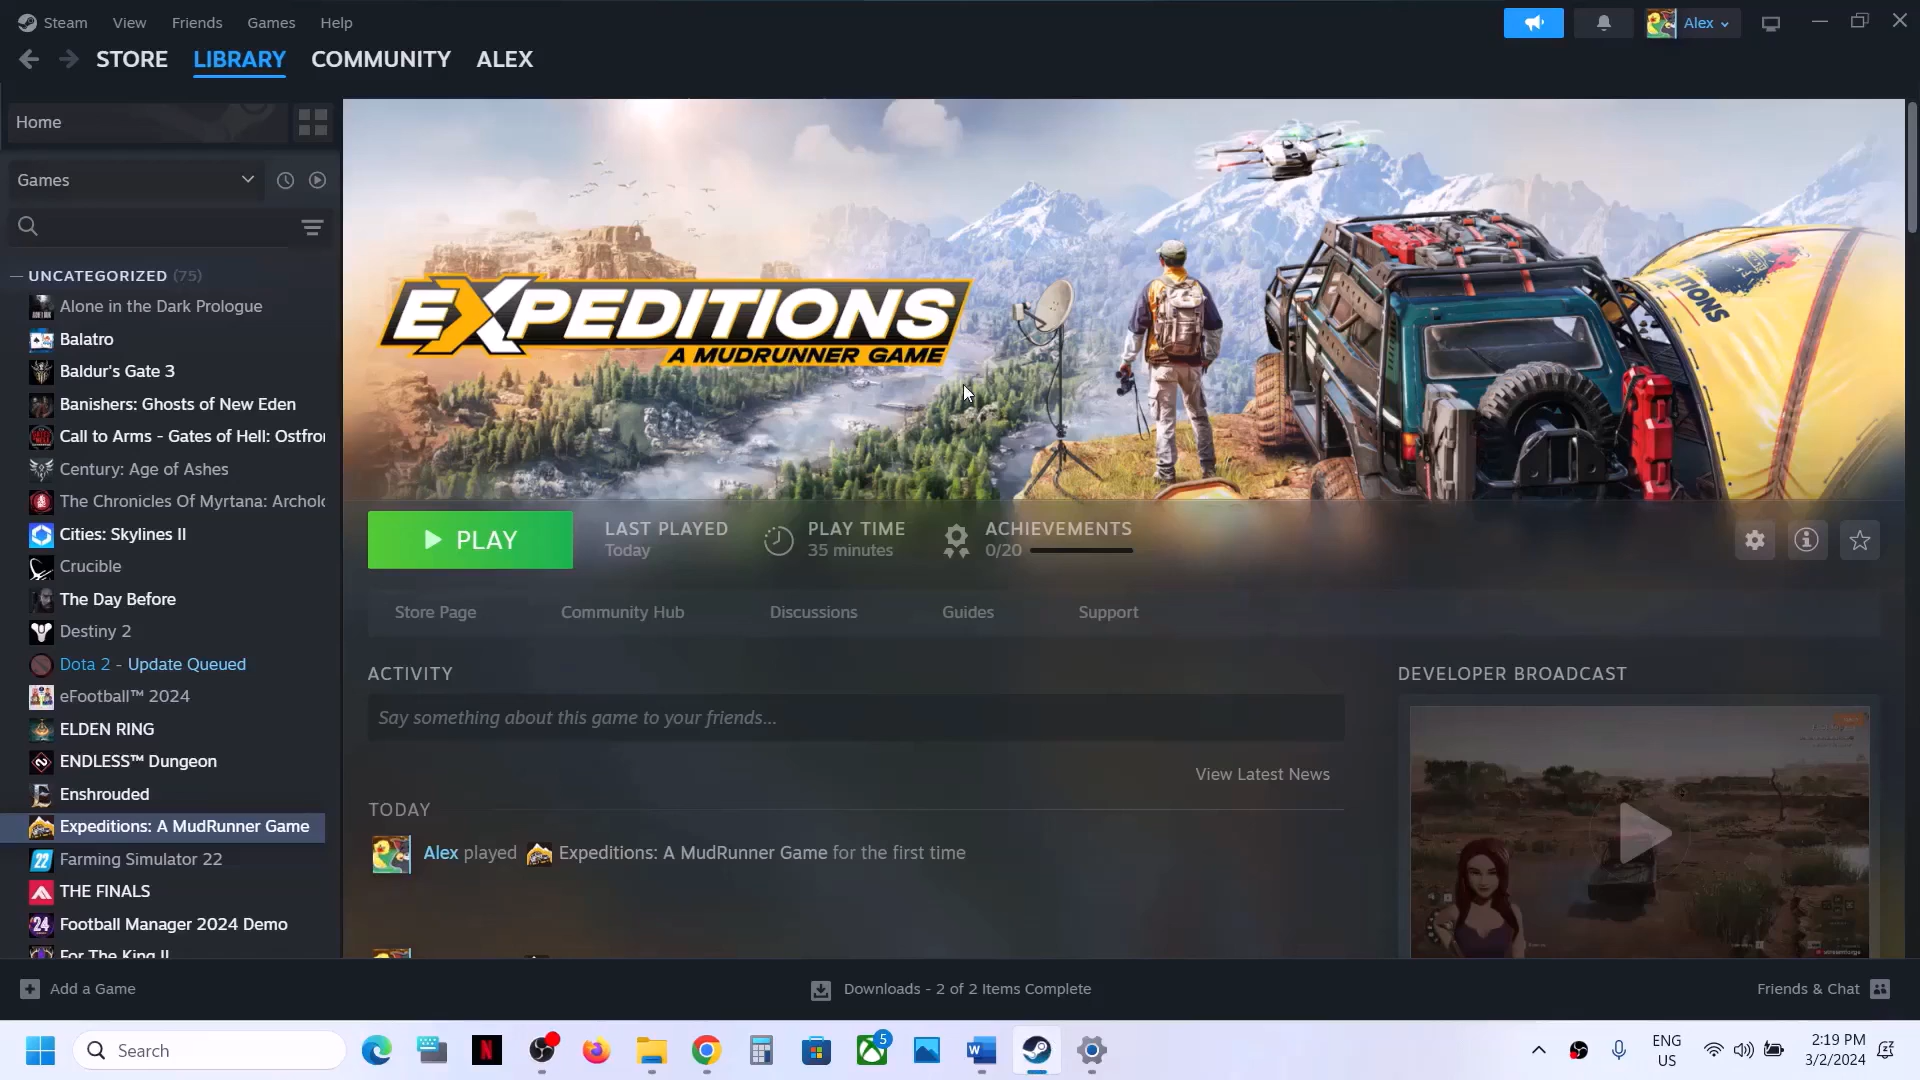 Steam View Friends Games Help
Alex
STORE LIBRARY COMMUNITY ALEX
Home
Games
UNCATEGORIZED (75)
Alone in the Dark Prologue
Balatro
Baldur's Gate 3
Banishers: Ghosts of New Eden
Call to Arms - Gates of Hell: Ostfro
Century: Age of Ashes
The Chronicles Of Myrtana: Archol
Cities: Skylines II
Crucible
The Day Before
Destiny 2
Dota 2 - Update Queued
eFootball™ 2024
ELDEN RING
ENDLESS™ Dungeon
Enshrouded
Expeditions: A MudRunner Game
Farming Simulator 22
THE FINALS
24 Football Manager 2024 Demo
For The King II
EXPEDITIONS
A MUDRUNNER GAME
PLAY
LAST PLAYED
Today
PLAY TIME
35 minutes
ACHIEVEMENTS
0/20
Store Page Community Hub Discussions Guides Support
ACTIVITY
Say something about this game to your friends...
View Latest News
TODAY
Alex played Expeditions: A MudRunner Game for the first time
DEVELOPER BROADCAST
Add a Game
Downloads - 2 of 2 Items Complete
Friends & Chat
Search
5
ENG
US
2:19 PM
3/2/2024